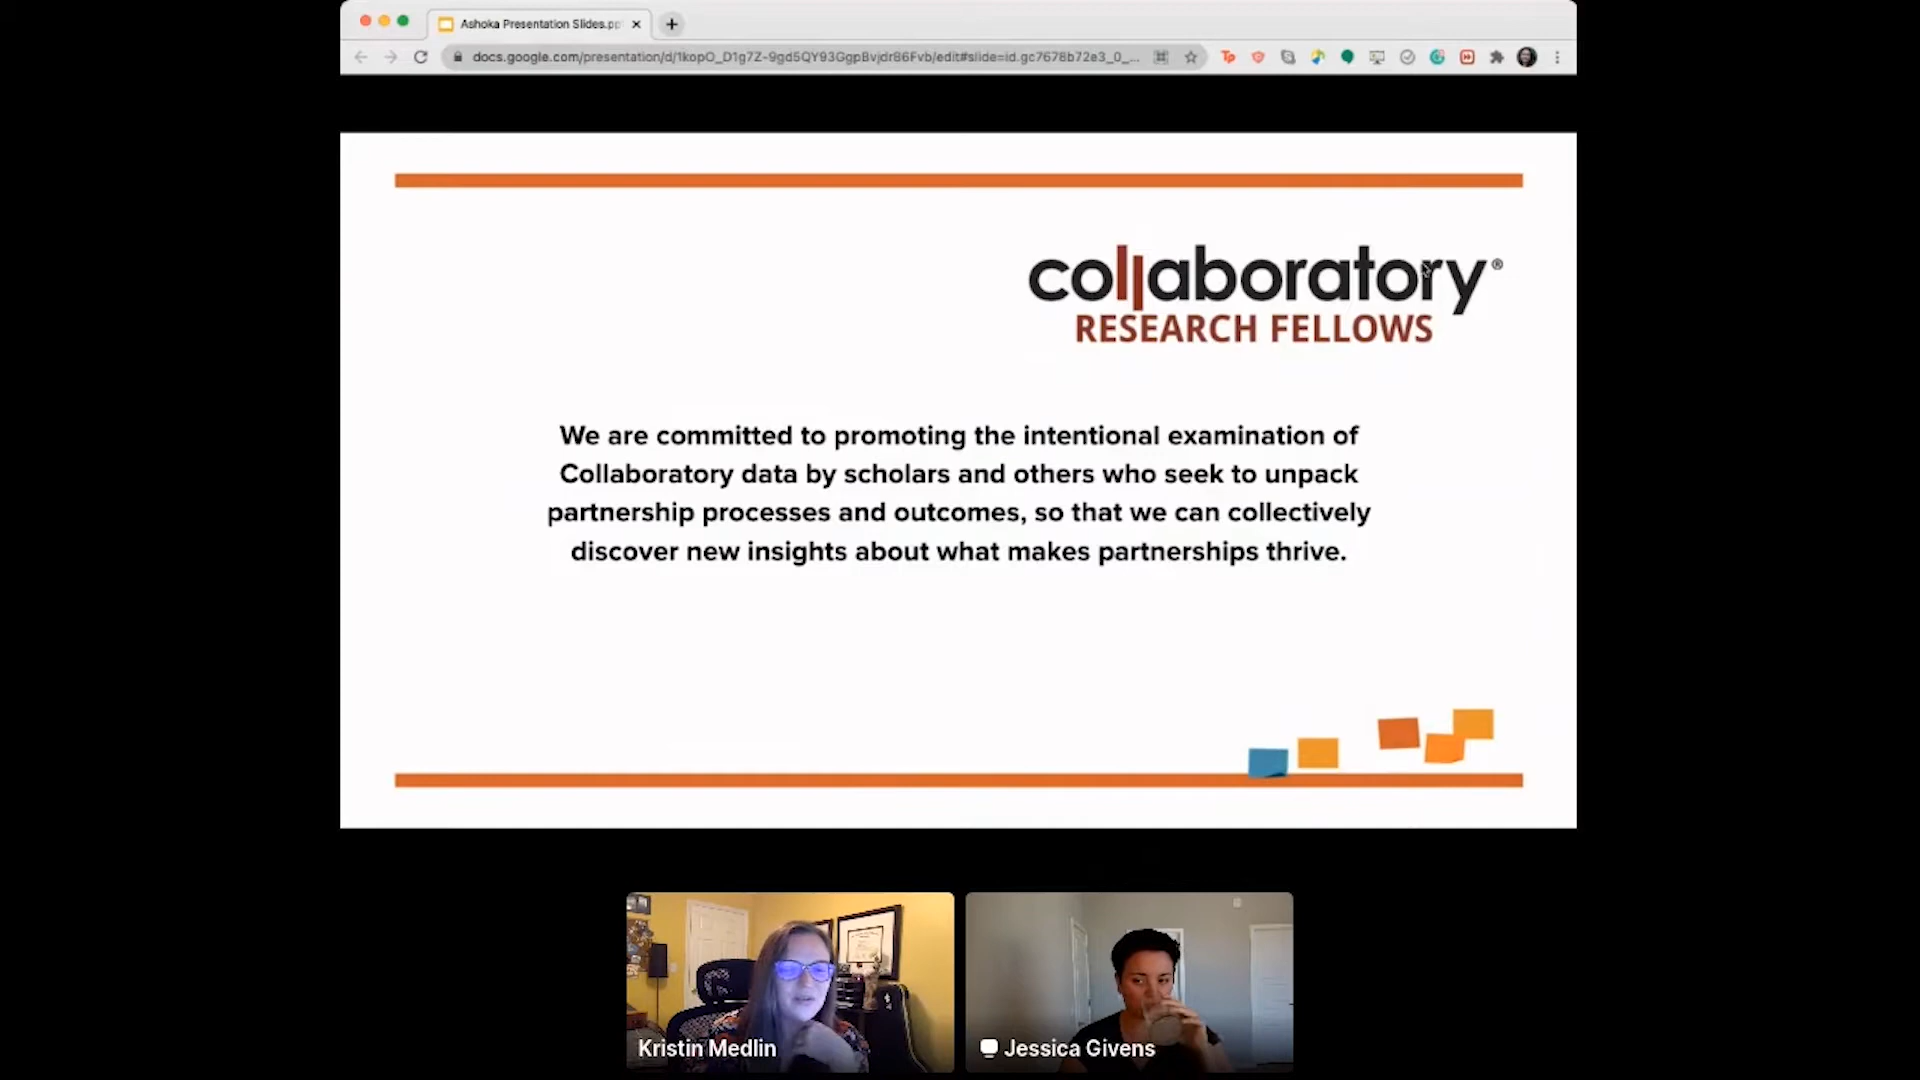 Ashoka Presentation Slides.pp
docs.google.com/presentation/d/1kopO_D1g7Z-9gd5QY93GgpBvjdr86Fvb/edit#slide=id.gc7678b72e3_0_...
collaboratory®
RESEARCH FELLOWS
We are committed to promoting the intentional examination of
Collaboratory data by scholars and others who seek to unpack
partnership processes and outcomes, so that we can collectively
discover new insights about what makes partnerships thrive.
Kristin Medlin
Jessica Givens